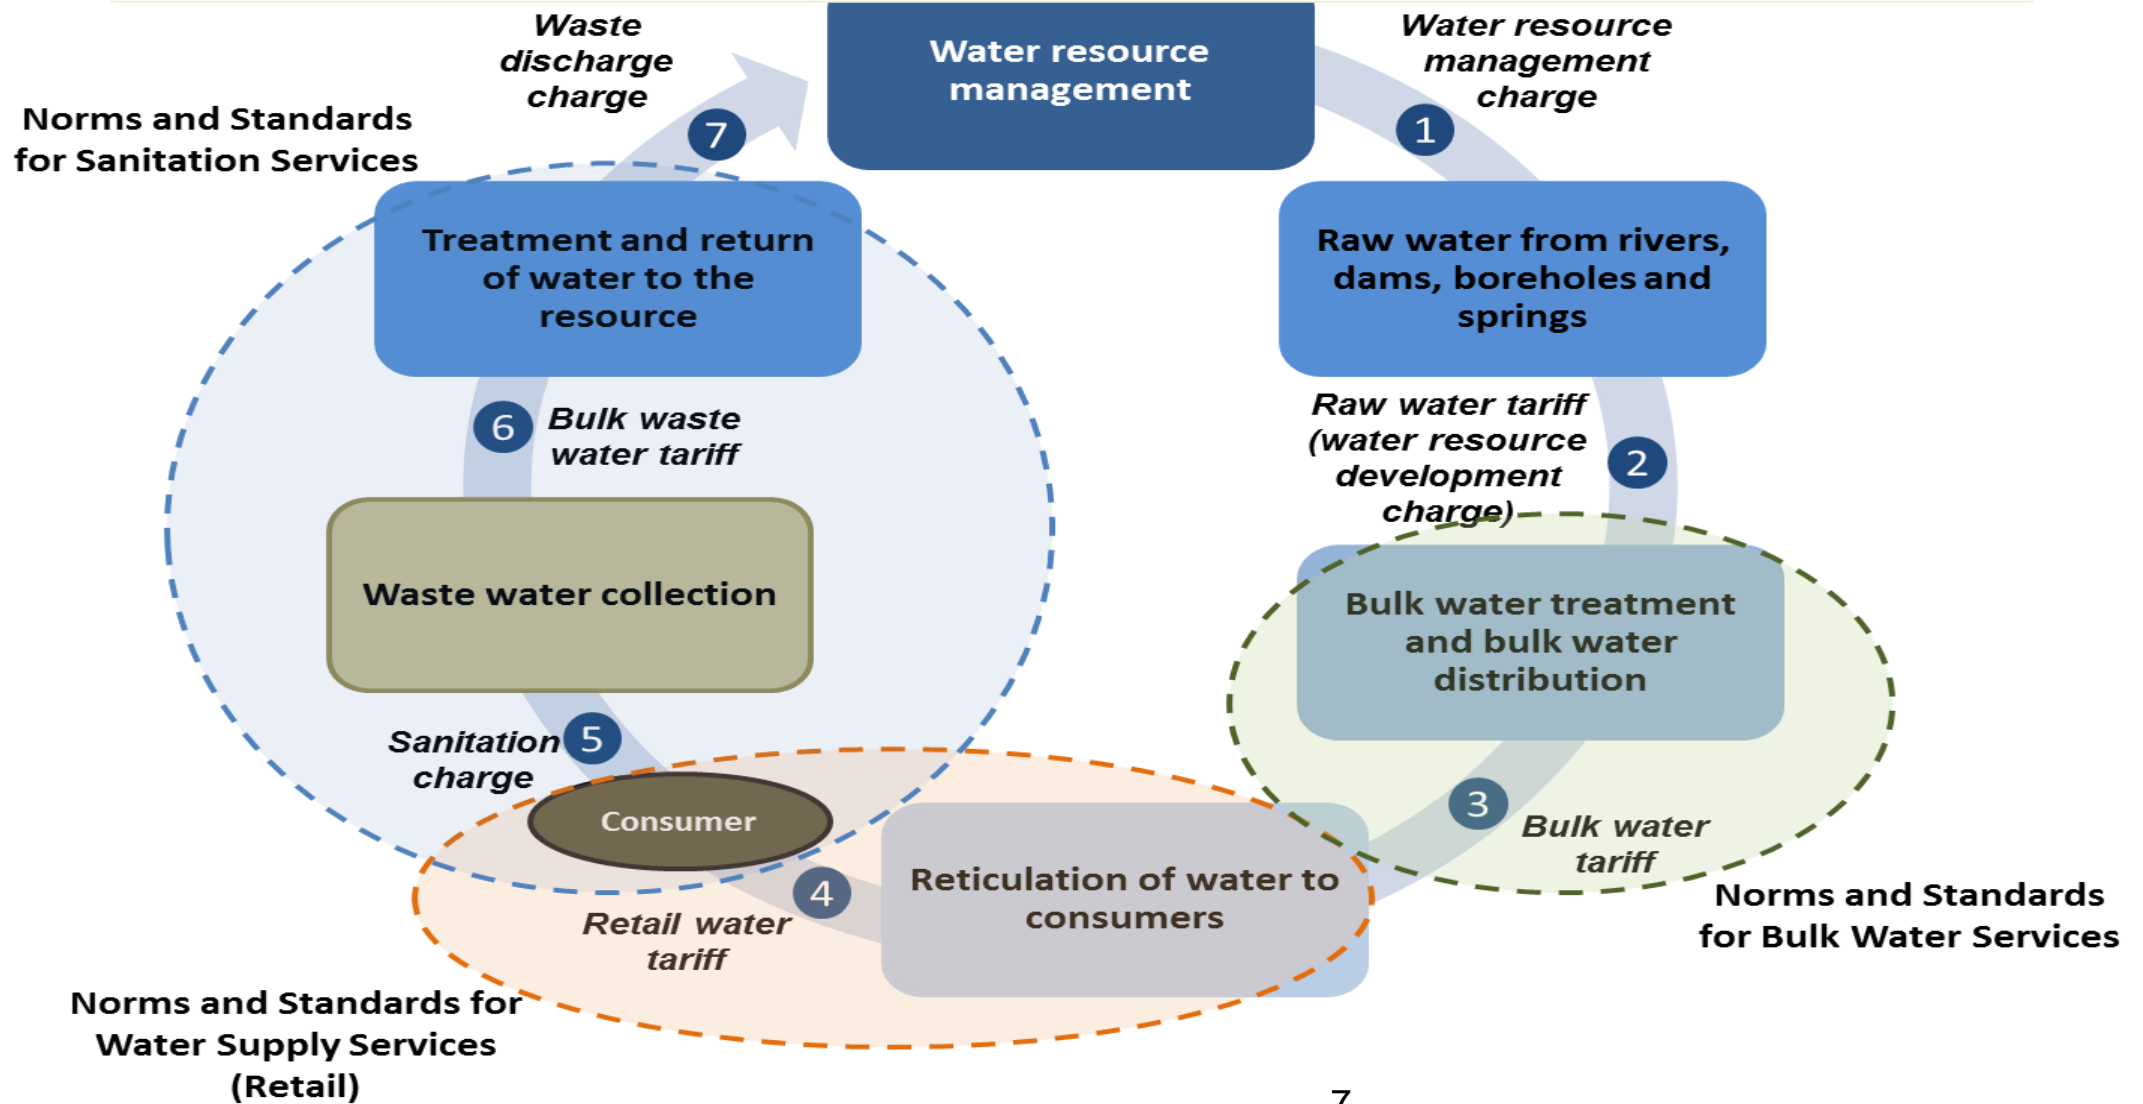 Water resource
management
Water resource
management
charge
1
Raw water from rivers,
dams, boreholes and
springs
Raw water tariff
(water resource
development
charge)
2
Bulk water treatment
and bulk water
distribution
3
Bulk water
tariff
Norms and Standards
for Bulk Water Services
Reticulation of water to
consumers
4
Retail water
tariff
Norms and Standards for
Water Supply Services
(Retail)
Consumer
5
Sanitation
charge
Waste water collection
6
Bulk waste
water tariff
Treatment and return
of water to the
resource
Norms and Standards
for Sanitation Services
7
Waste
discharge
charge
7